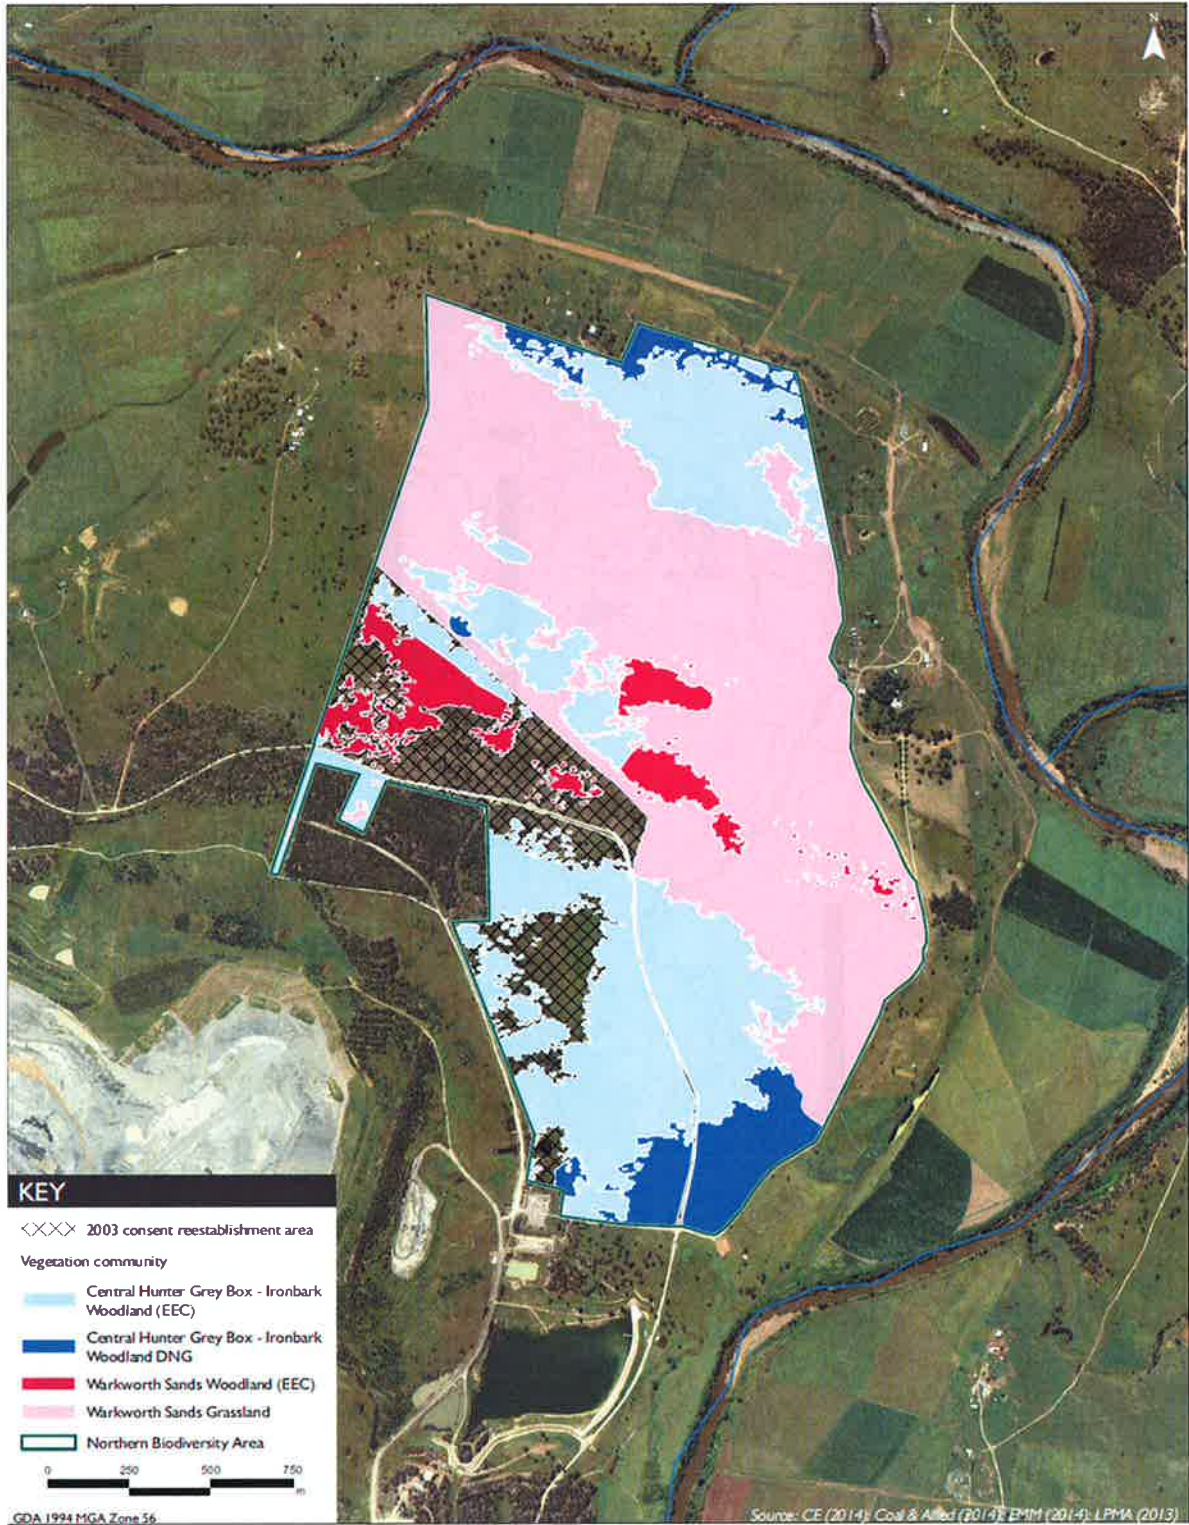 N
KEY
2003 consent reestablishment area
Vegetation community
Central Hunter Grey Box - Ironbark
Woodland (EEC)
Central Hunter Grey Box - Ironbark
Woodland DNG
Warkworth Sands Woodland (EEC)
Warkworth Sands Grassland
Northern Biodiversity Area
0 250 500 750
m
GDA 1994 MGA Zone 56
Source: CE (2014); Coal & Allied (2014); EMM (2014); LPMA (2013)